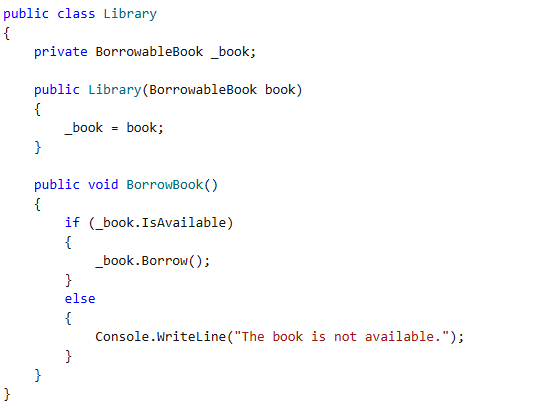 public class Library
{
    private BorrowableBook _book;

    public Library(BorrowableBook book)
    {
        _book = book;
    }

    public void BorrowBook()
    {
        if (_book.IsAvailable)
        {
            _book.Borrow();
        }
        else
        {
            Console.WriteLine("The book is not available.");
        }
    }
}